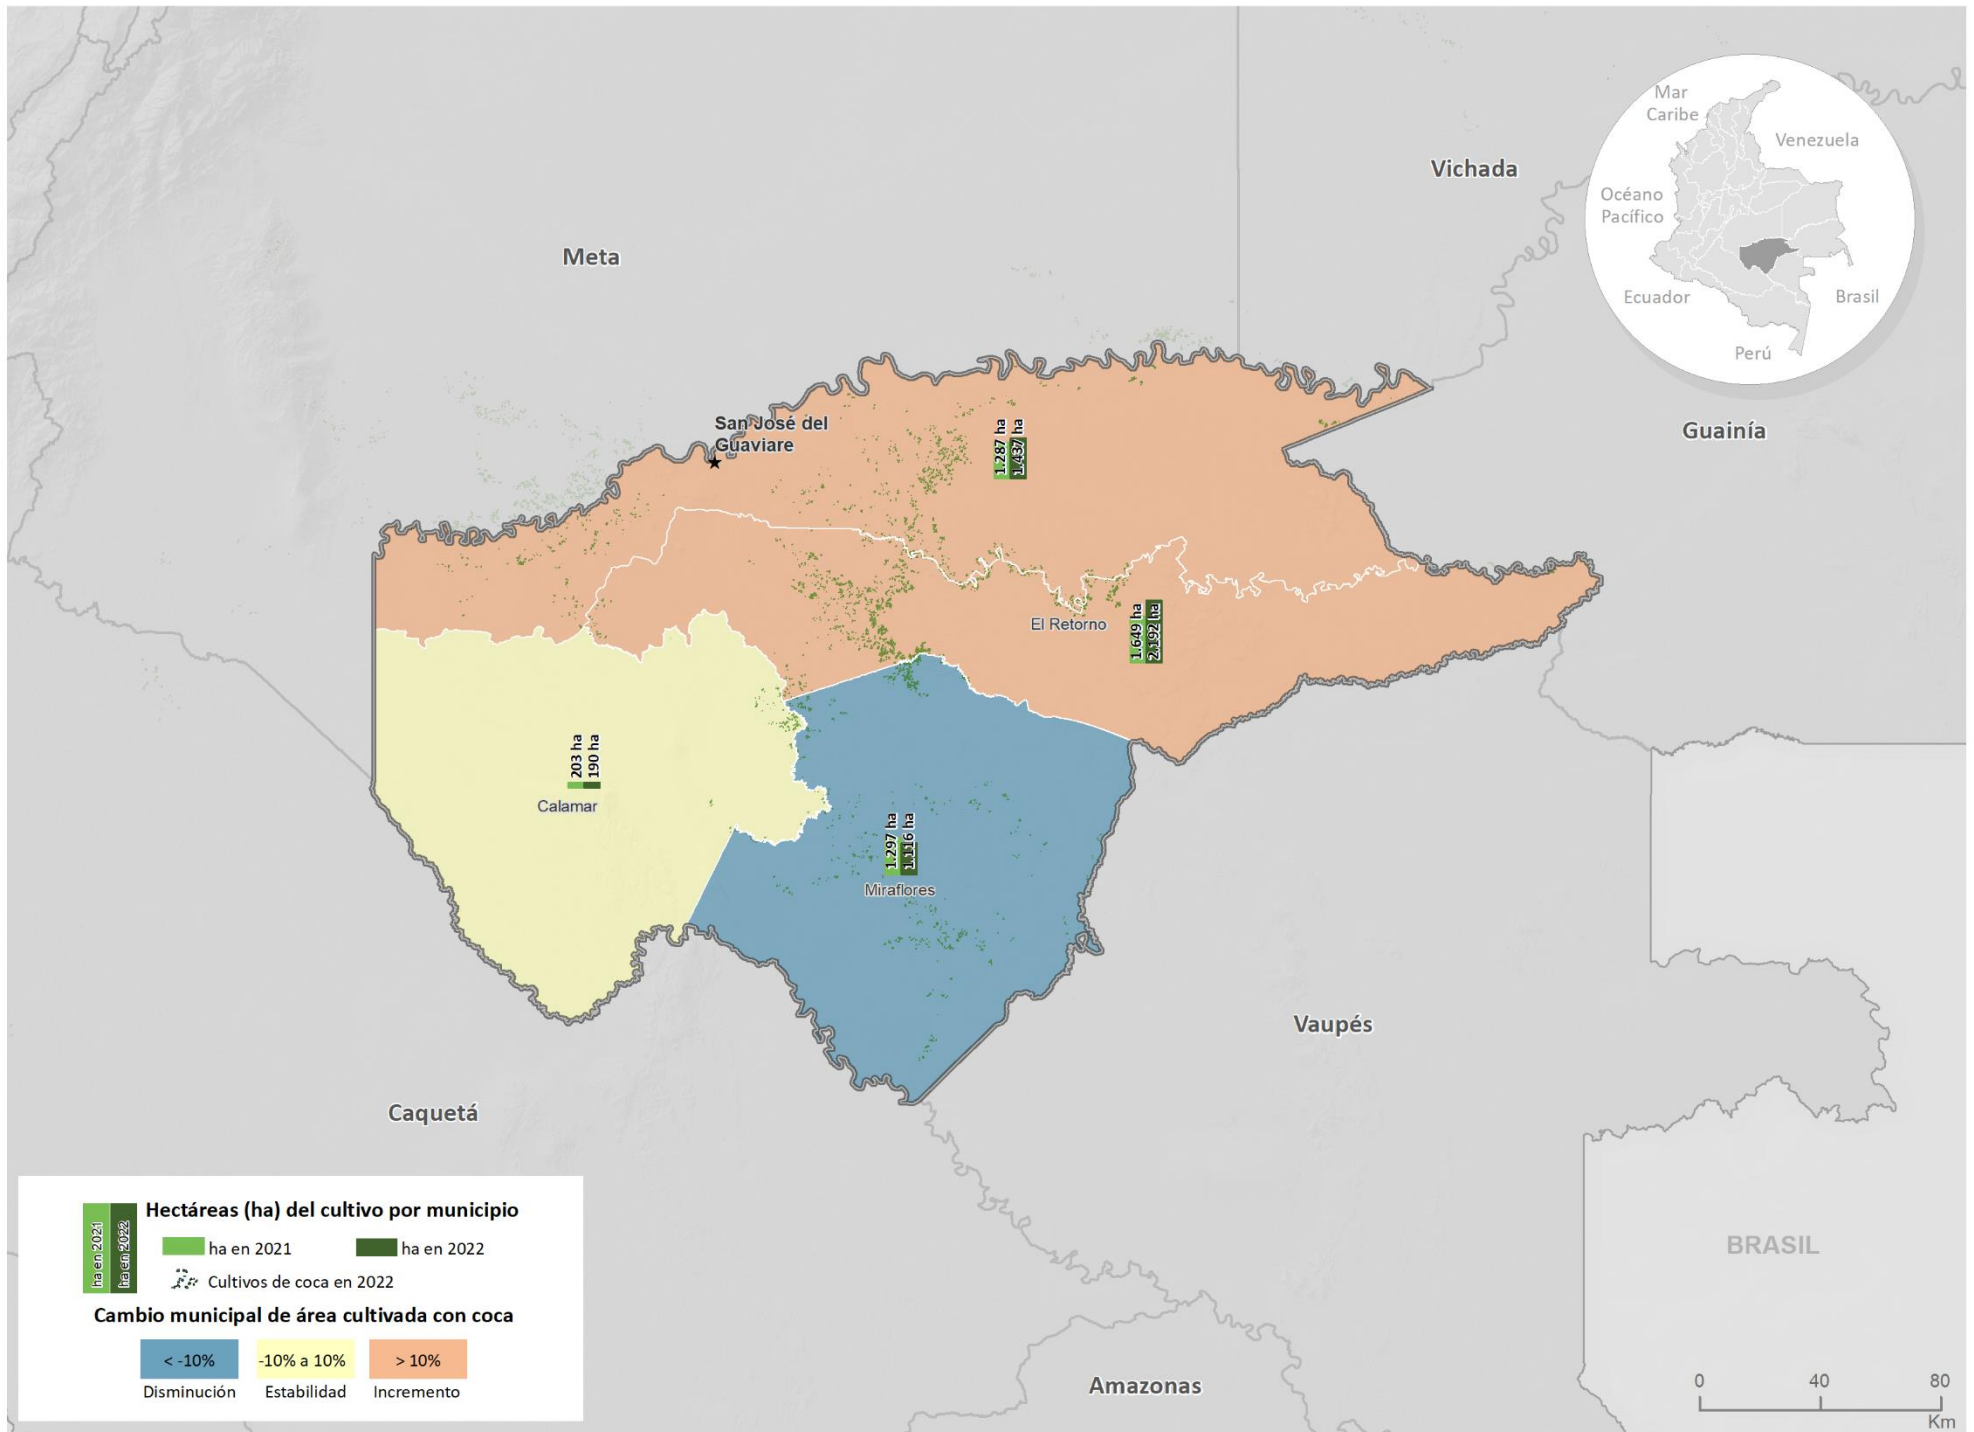 Mar
Caribe
Venezuela
Océano
Pacífico
Ecuador
Brasil
Perú
Vichada
Meta
Guainía
San José del
Guaviare
1.287 ha
1.437 ha
El Retorno
1.649 ha
2.192 ha
203 ha
190 ha
Calamar
1.297 ha
1.116 ha
Miraflores
Vaupés
Caquetá
BRASIL
Amazonas
Hectáreas (ha) del cultivo por municipio
ha en 2021
ha en 2022
ha en 2021
ha en 2022
Cultivos de coca en 2022
Cambio municipal de área cultivada con coca
< -10%
-10% a 10%
> 10%
Disminución
Estabilidad
Incremento
0
40
80
Km